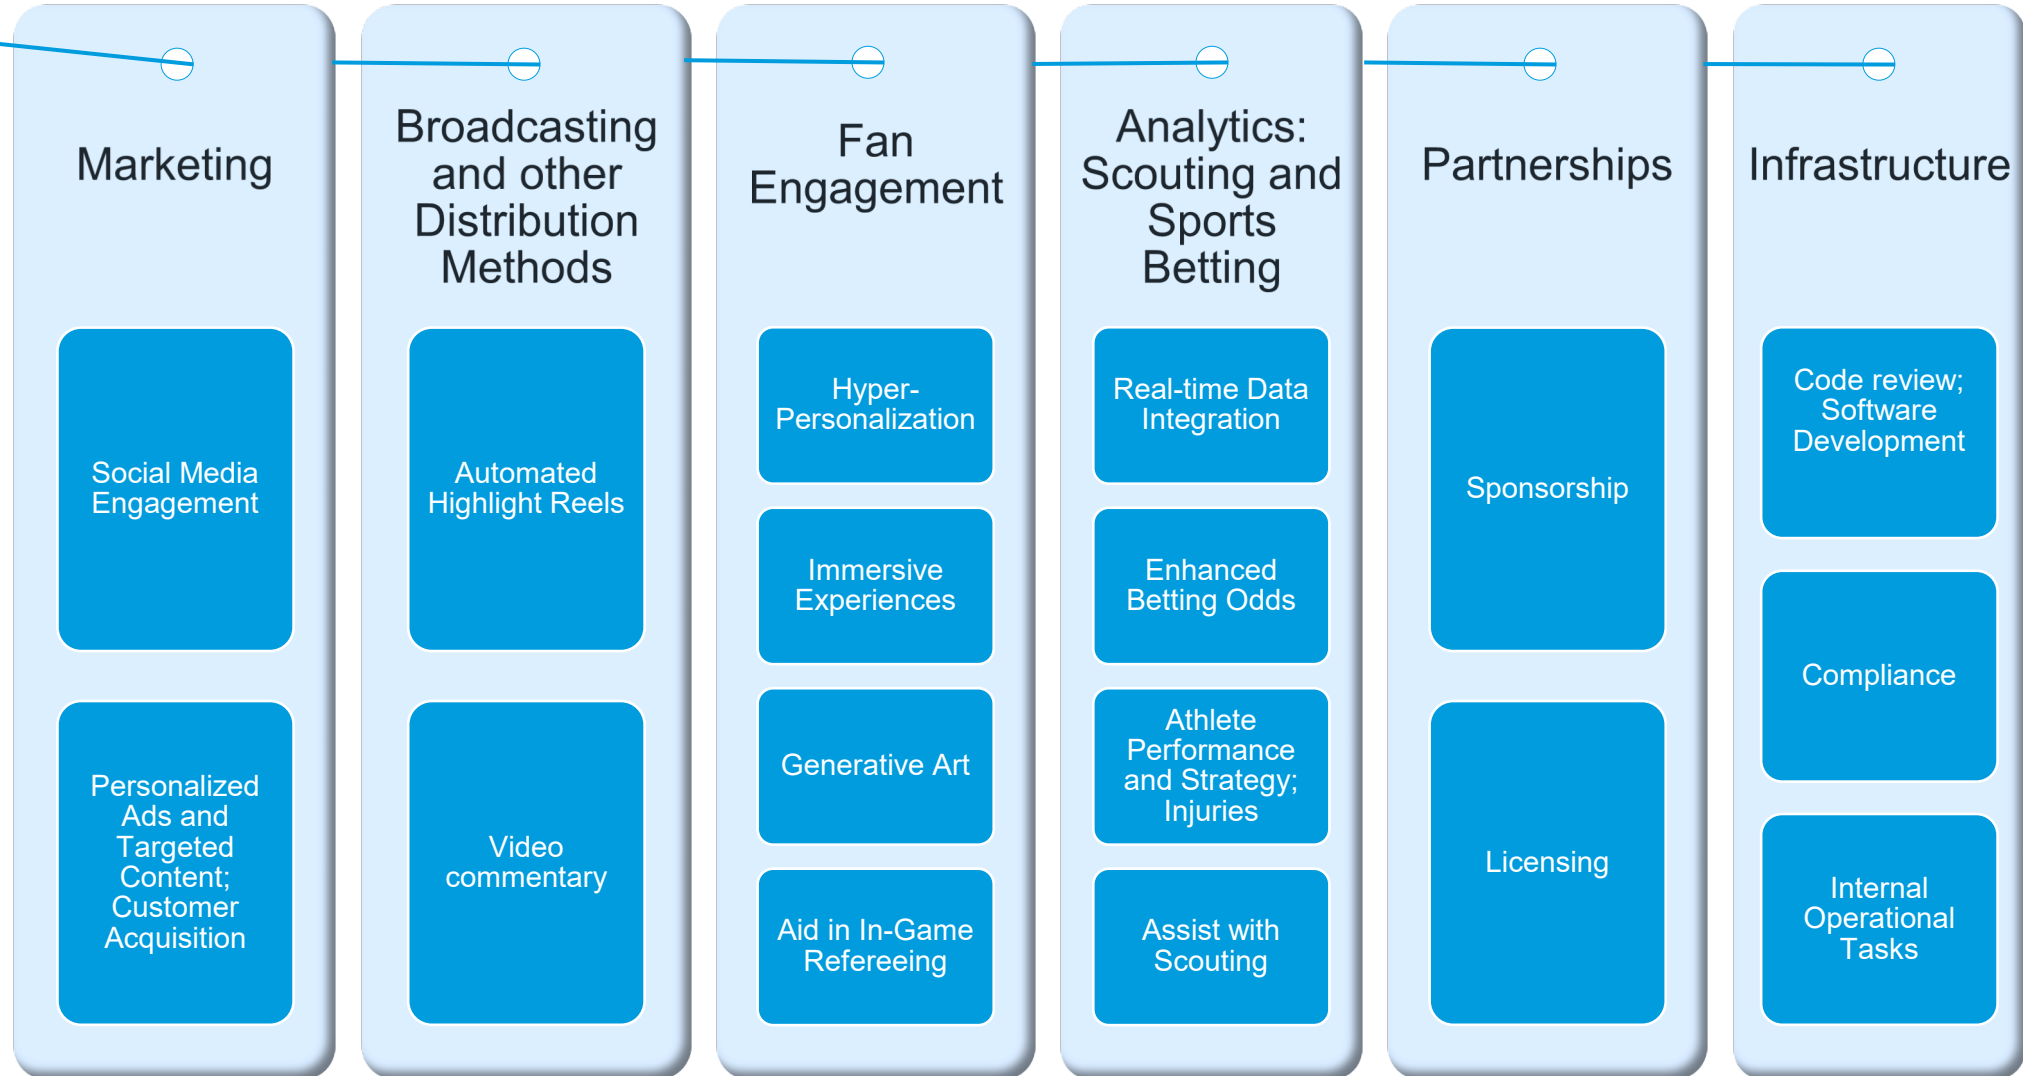 Marketing
Social Media
Engagement
Personalized
Ads and
Targeted
Content;
Customer
Acquisition
Broadcasting
and other
Distribution
Methods
Automated
Highlight Reels
Video
commentary
Fan
Engagement
Hyper-
Personalization
Immersive
Experiences
Generative Art
Aid in In-Game
Refereeing
Analytics:
Scouting and
Sports
Betting
Real-time Data
Integration
Enhanced
Betting Odds
Athlete
Performance
and Strategy;
Injuries
Assist with
Scouting
Partnerships
Sponsorship
Licensing
Infrastructure
Code review;
Software
Development
Compliance
Internal
Operational
Tasks